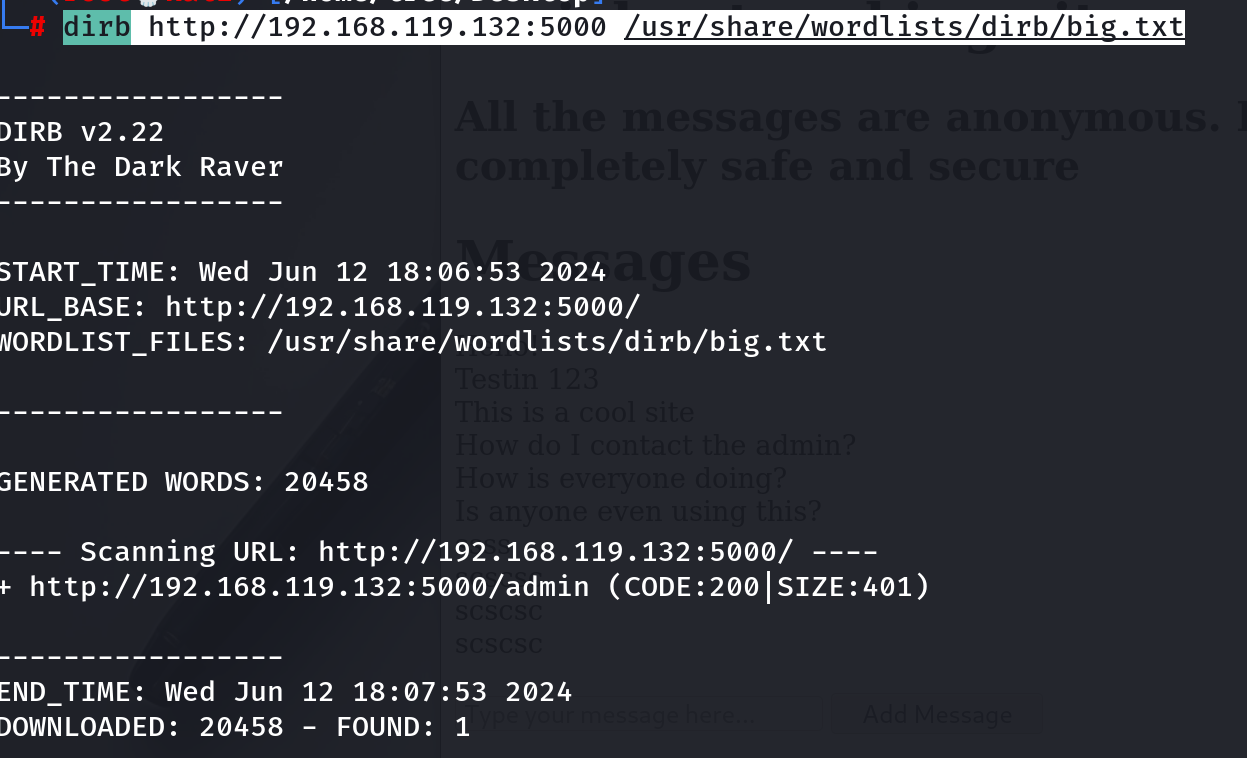 # dirb http://192.168.119.132:5000 /usr/share/wordlists/dirb/big.txt
-----------------
DIRB v2.22
By The Dark Raver
-----------------
START_TIME: Wed Jun 12 18:06:53 2024
URL_BASE: http://192.168.119.132:5000/
WORDLIST_FILES: /usr/share/wordlists/dirb/big.txt
-----------------
GENERATED WORDS: 20458
---- Scanning URL: http://192.168.119.132:5000/ ----
+ http://192.168.119.132:5000/admin (CODE:200|SIZE:401)
-----------------
END_TIME: Wed Jun 12 18:07:53 2024
DOWNLOADED: 20458 - FOUND: 1
All the messages are anonymous.
completely safe and secure
Messages
Testin 123
This is a cool site
How do I contact the admin?
How is everyone doing?
Is anyone even using this?
scscsc
scscsc
Type your message here... Add Message